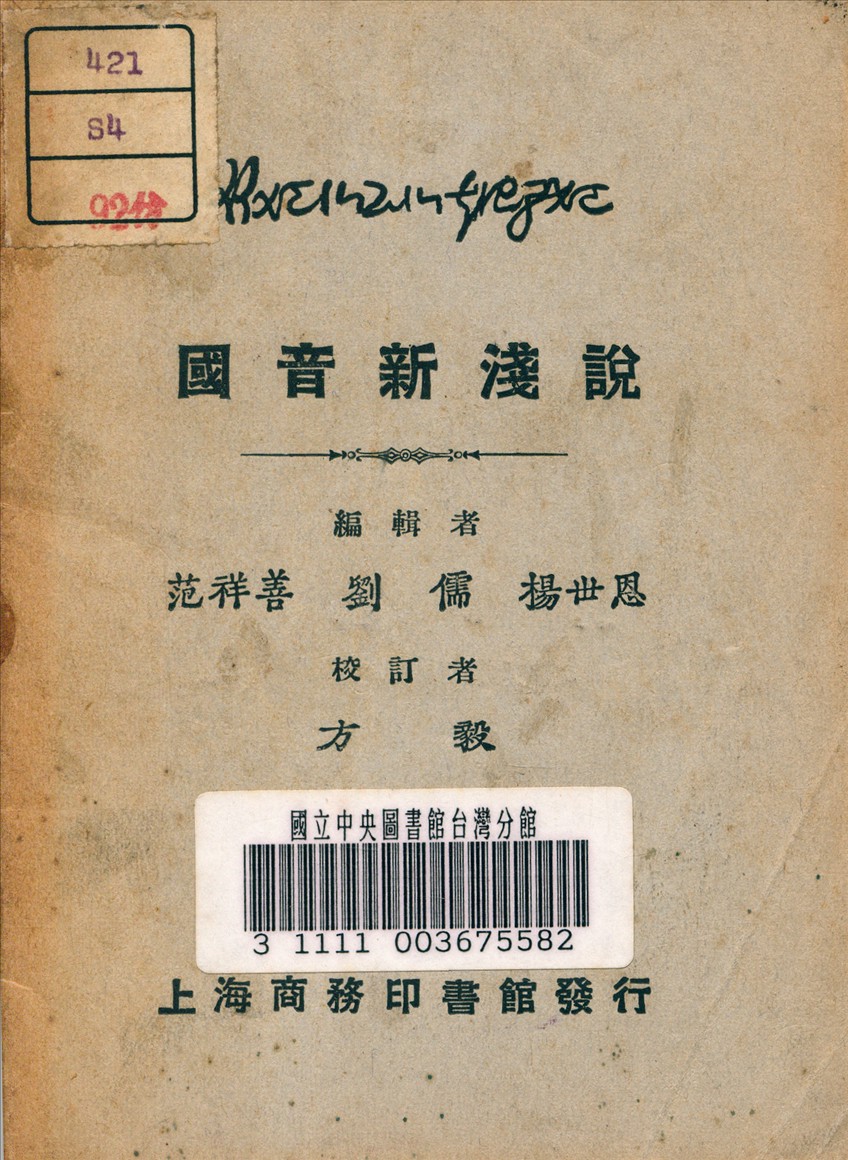 421
S4
國音新淺說
編輯者
范祥善 劉儒 楊世恩
校訂者
方毅
國立中央圖書館台灣分館
3 1111 003675582
上海商務印書館發行